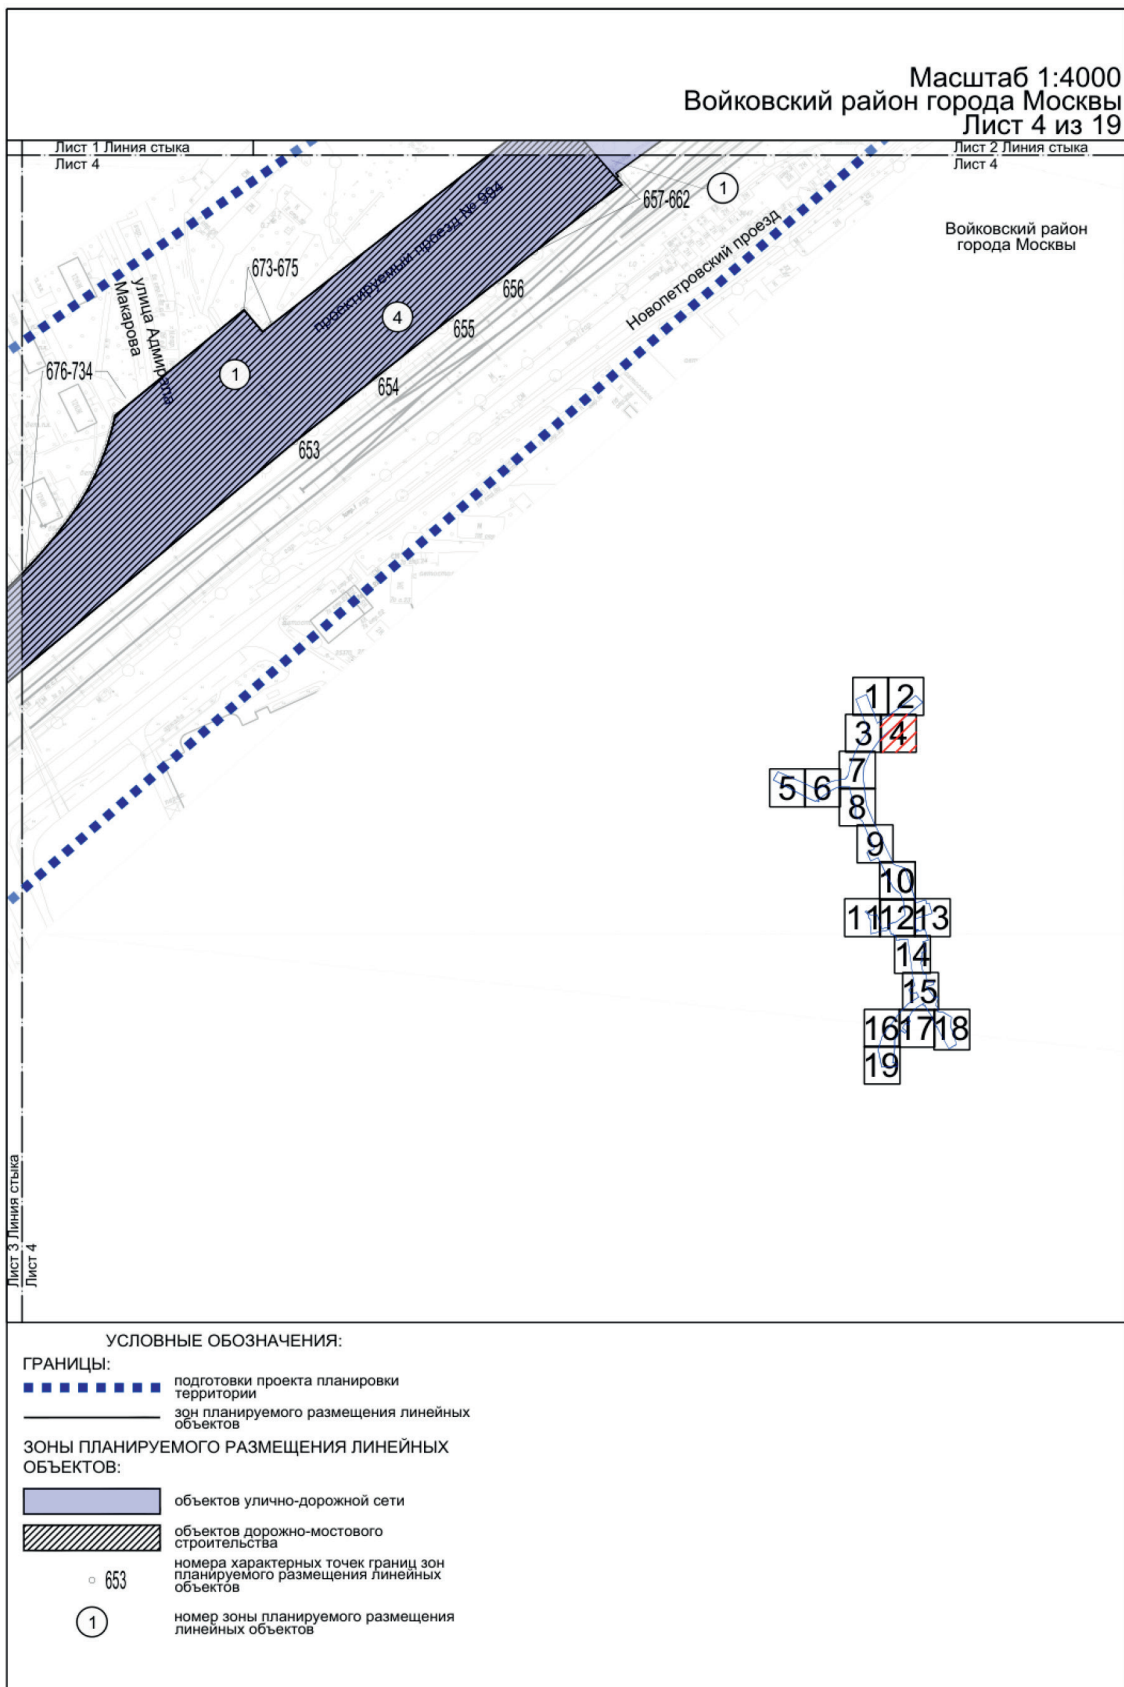 Масштаб 1:4000
Войковский район города Москвы
Лист 4 из 19
Лист 1 Линия стыка
Лист 4
Лист 2 Линия стыка
Лист 4
Войковский район
города Москвы
1
657-662
проектируемый проезд № 994
Новопетровский проезд
673-675
улица Адмирала
Макарова
656
4
655
676-734
1
654
653
1
2
3
4
7
5
6
8
9
10
11
12
13
14
15
16
17
18
19
Лист 3 Линия стыка
Лист 4
УСЛОВНЫЕ ОБОЗНАЧЕНИЯ:
ГРАНИЦЫ:
подготовки проекта планировки
территории
зон планируемого размещения линейных
объектов
ЗОНЫ ПЛАНИРУЕМОГО РАЗМЕЩЕНИЯ ЛИНЕЙНЫХ
ОБЪЕКТОВ:
объектов улично-дорожной сети
объектов дорожно-мостового
строительства
653
номера характерных точек границ зон
планируемого размещения линейных
объектов
1
номер зоны планируемого размещения
линейных объектов